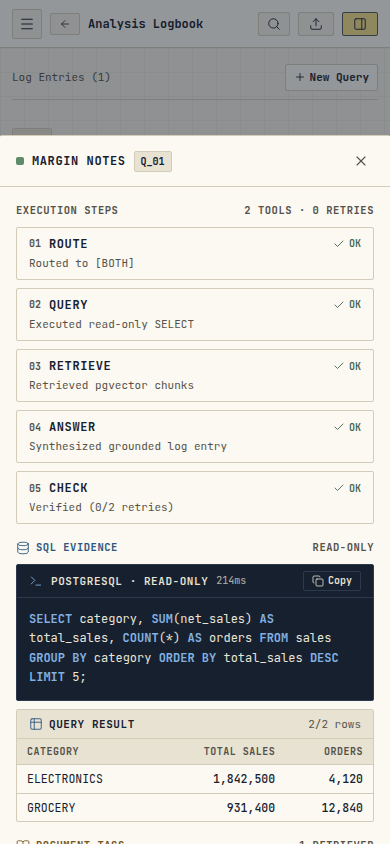 Analysis Logbook
Log Entries (1)
New Query
MARGIN NOTES Q_01
EXECUTION STEPS 2 TOOLS · 0 RETRIES
01 ROUTE OK
Routed to [BOTH]
02 QUERY OK
Executed read-only SELECT
03 RETRIEVE OK
Retrieved pgvector chunks
04 ANSWER OK
Synthesized grounded log entry
05 CHECK OK
Verified (0/2 retries)
SQL EVIDENCE READ-ONLY
POSTGRESQL · READ-ONLY 214ms Copy
SELECT category, SUM(net_sales) AS
total_sales, COUNT(*) AS orders FROM sales
GROUP BY category ORDER BY total_sales DESC
LIMIT 5;
QUERY RESULT 2/2 rows
CATEGORY TOTAL SALES ORDERS
ELECTRONICS 1,842,500 4,120
GROCERY 931,400 12,840
DOCUMENT TAGS 1 RETRIEVED